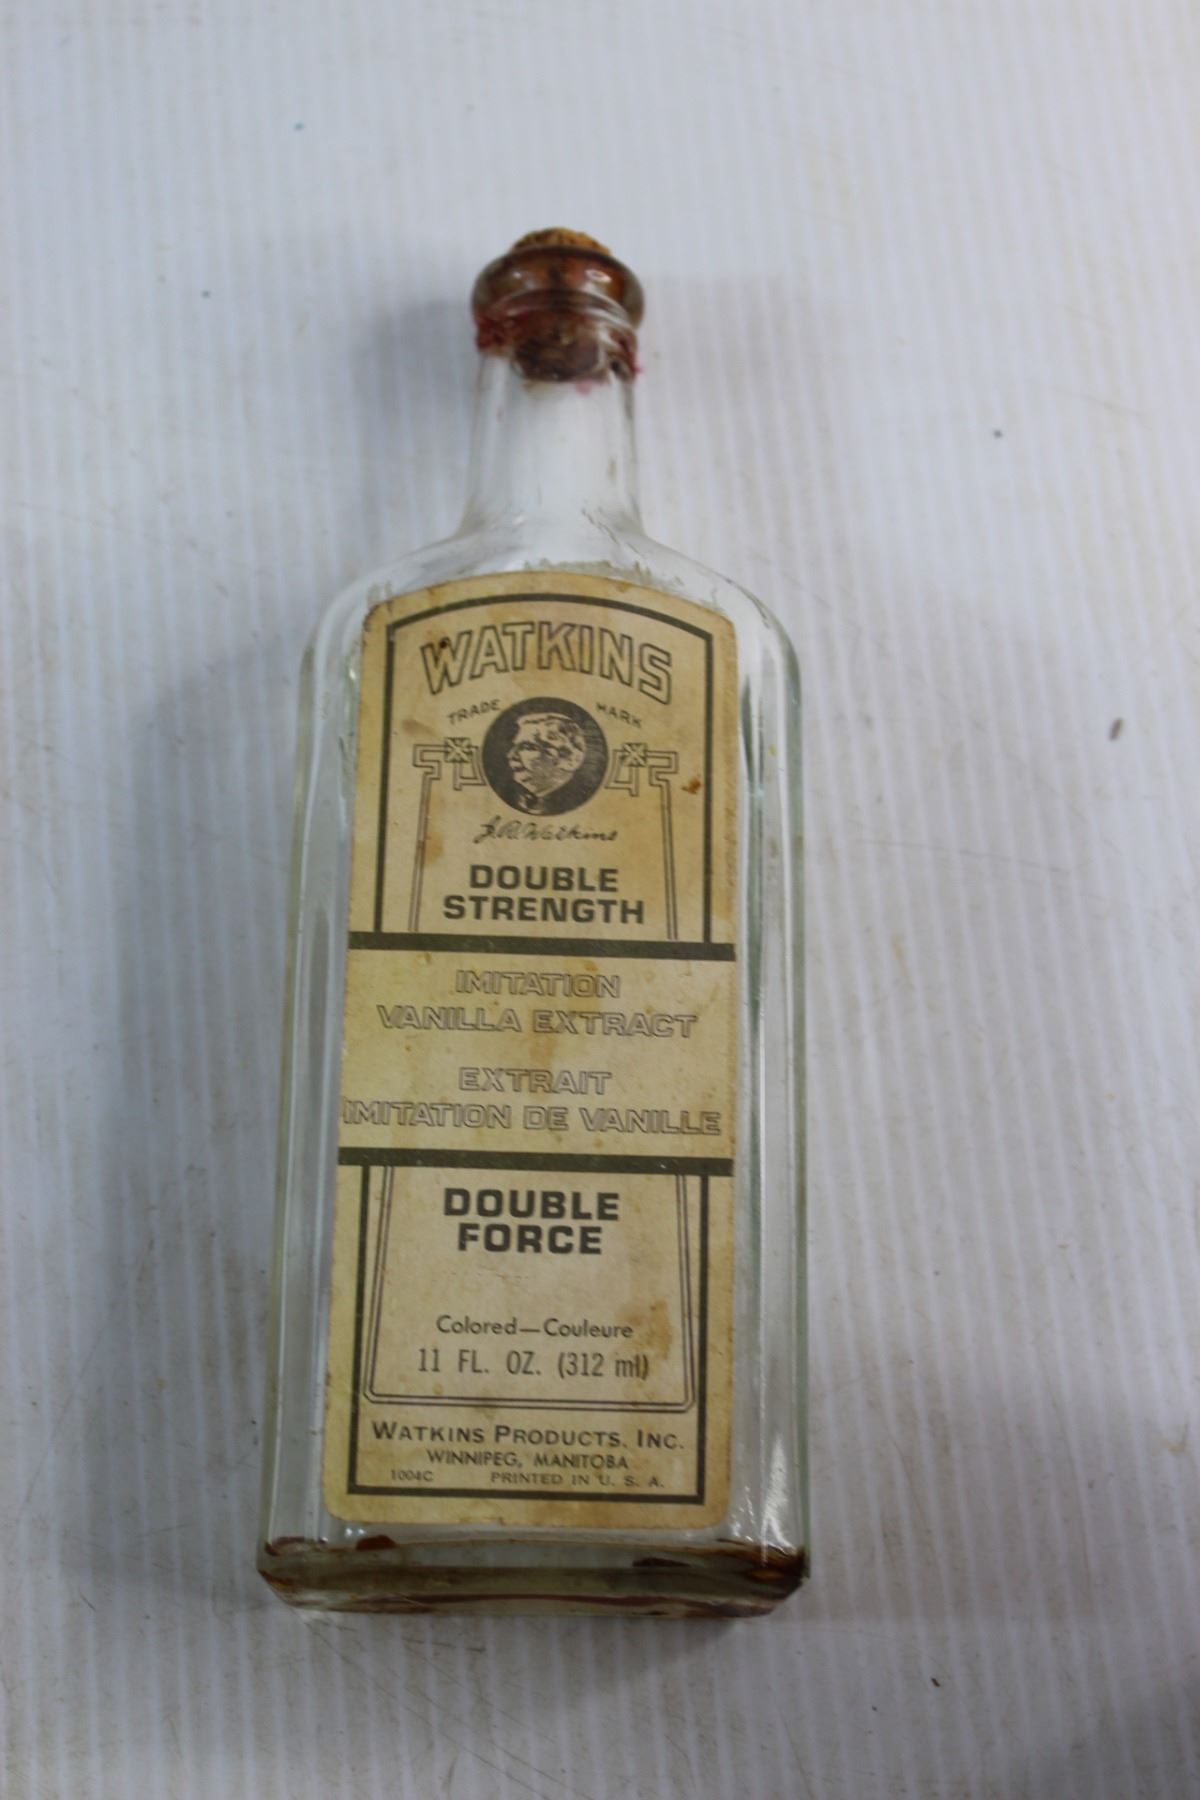 WATKINS
TRADE MARK
J.R. Watkins
DOUBLE
STRENGTH
IMITATION
VANILLA EXTRACT
EXTRAIT
IMITATION DE VANILLE
DOUBLE
FORCE
Colored—Couleure
11 FL. OZ. (312 ml)
WATKINS PRODUCTS, INC.
WINNIPEG, MANITOBA
1004C PRINTED IN U. S. A.